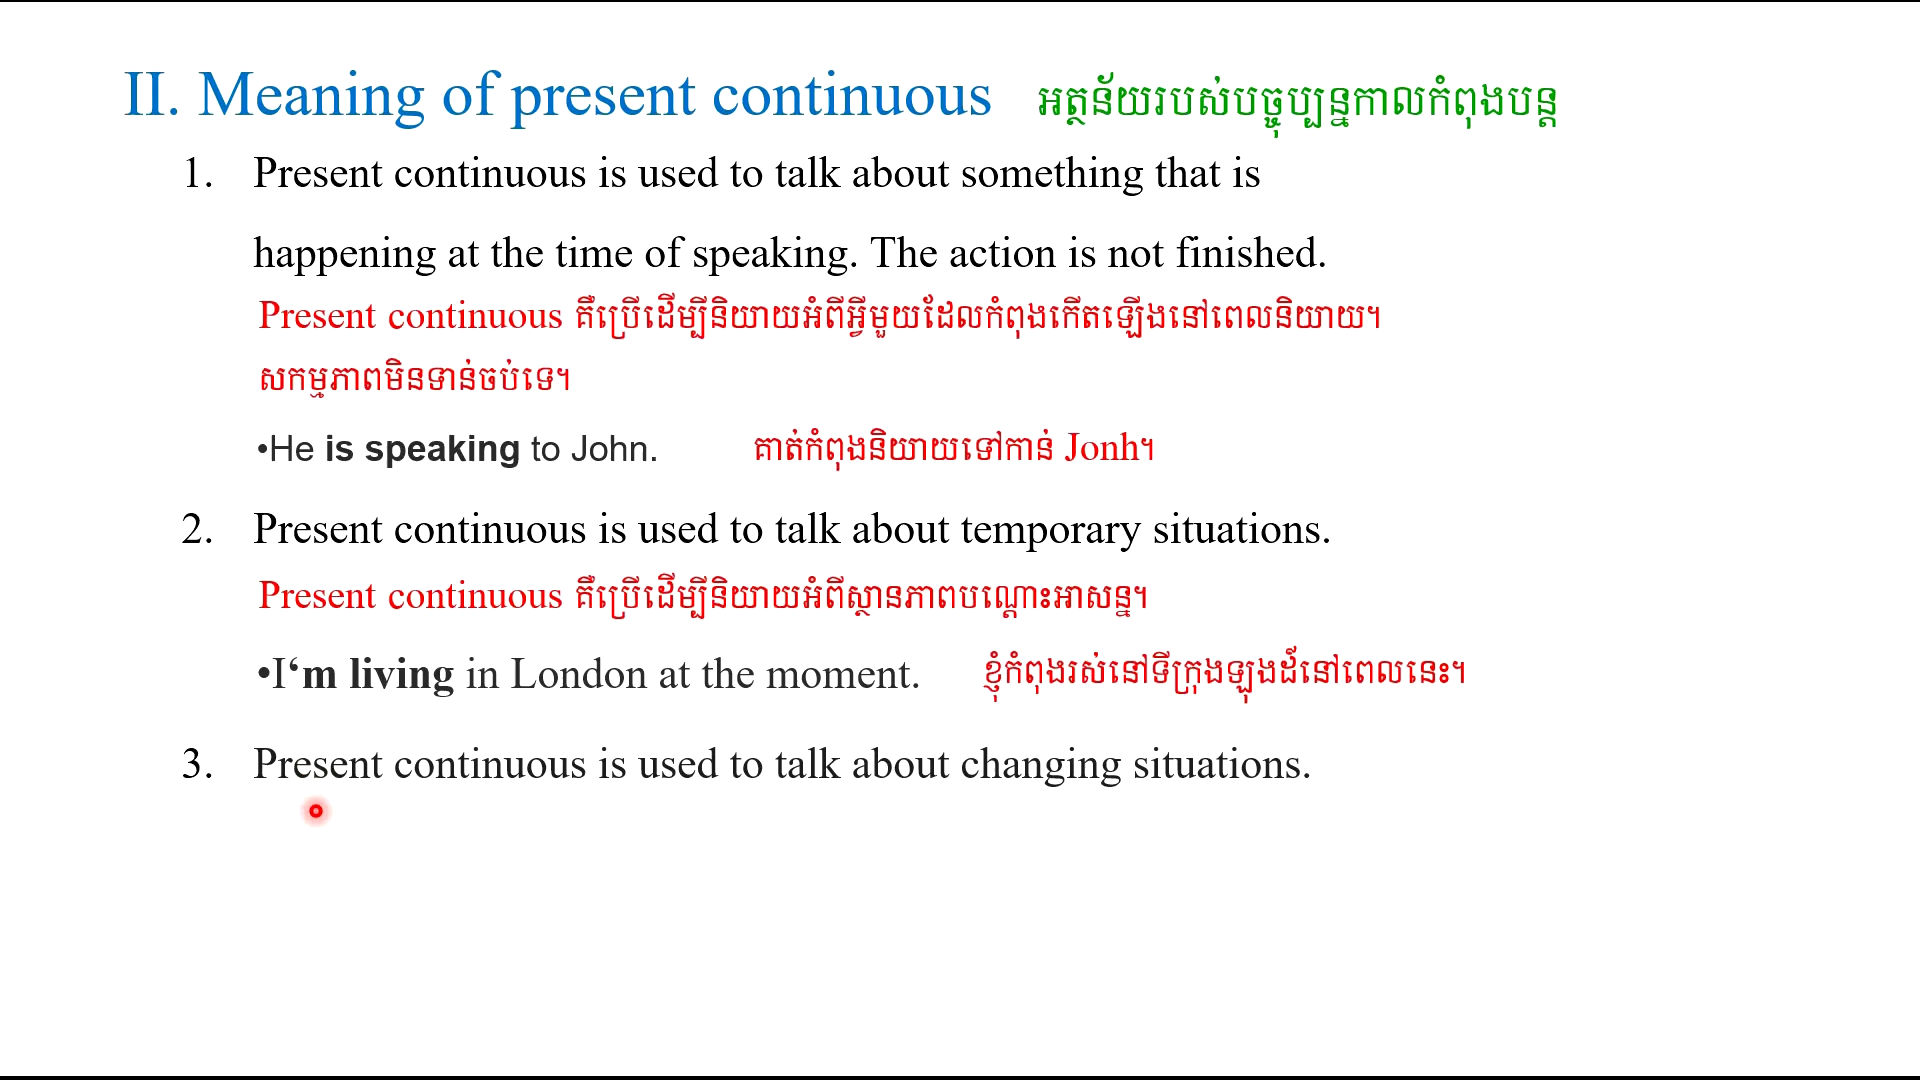 II. Meaning of present continuous អត្ថន័យរបស់បច្ចុប្បន្នកាលកំពុងបន្ត
1. Present continuous is used to talk about something that is
happening at the time of speaking. The action is not finished.
Present continuous គឺប្រើដើម្បីនិយាយអំពីអ្វីមួយដែលកំពុងកើតឡើងនៅពេលនិយាយ។
សកម្មភាពមិនទាន់ចប់ទេ។
•He is speaking to John. គាត់កំពុងនិយាយទៅកាន់ Jonh។
2. Present continuous is used to talk about temporary situations.
Present continuous គឺប្រើដើម្បីនិយាយអំពីស្ថានភាពបណ្តោះអាសន្ន។
•I‘m living in London at the moment. ខ្ញុំកំពុងរស់នៅទីក្រុងឡុងដ៍នៅពេលនេះ។
3. Present continuous is used to talk about changing situations.